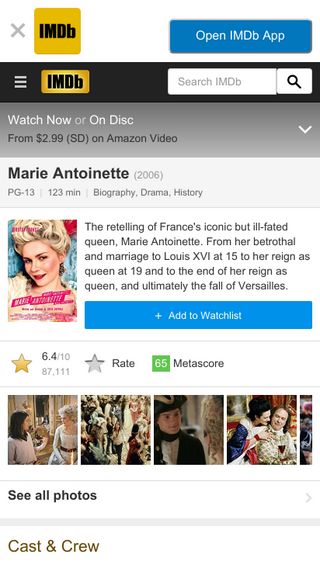 IMDb
Open IMDb App
IMDb
Search IMDb
Watch Now or On Disc
From $2.99 (SD) on Amazon Video
Marie Antoinette (2006)
PG-13 | 123 min | Biography, Drama, History
The retelling of France's iconic but ill-fated
queen, Marie Antoinette. From her betrothal
and marriage to Louis XVI at 15 to her reign as
queen at 19 and to the end of her reign as
queen, and ultimately the fall of Versailles.
MARIE ANTOINETTE
+ Add to Watchlist
6.4/10
87,111
Rate
65 Metascore
See all photos
Cast & Crew